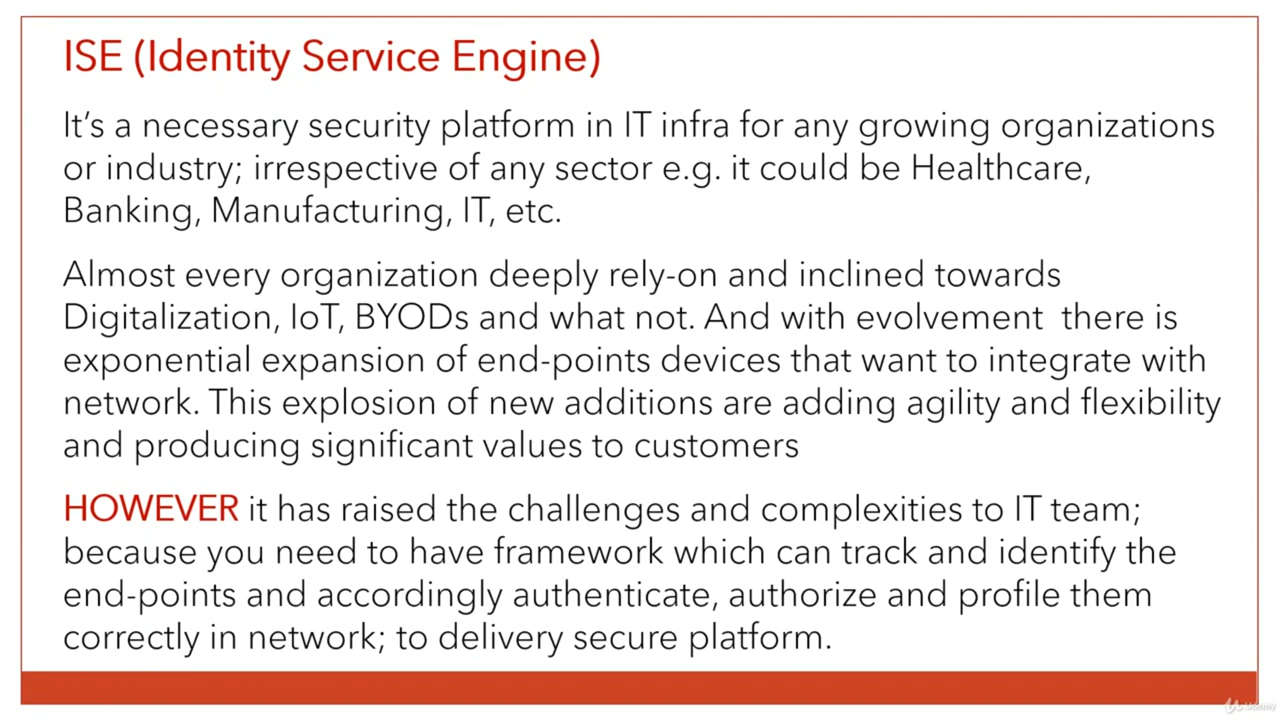 ISE (Identity Service Engine)
It’s a necessary security platform in IT infra for any growing organizations
or industry; irrespective of any sector e.g. it could be Healthcare,
Banking, Manufacturing, IT, etc.
Almost every organization deeply rely-on and inclined towards
Digitalization, IoT, BYODs and what not. And with evolvement there is
exponential expansion of end-points devices that want to integrate with
network. This explosion of new additions are adding agility and flexibility
and producing significant values to customers
HOWEVER it has raised the challenges and complexities to IT team;
because you need to have framework which can track and identify the
end-points and accordingly authenticate, authorize and profile them
correctly in network; to delivery secure platform.
Udemy